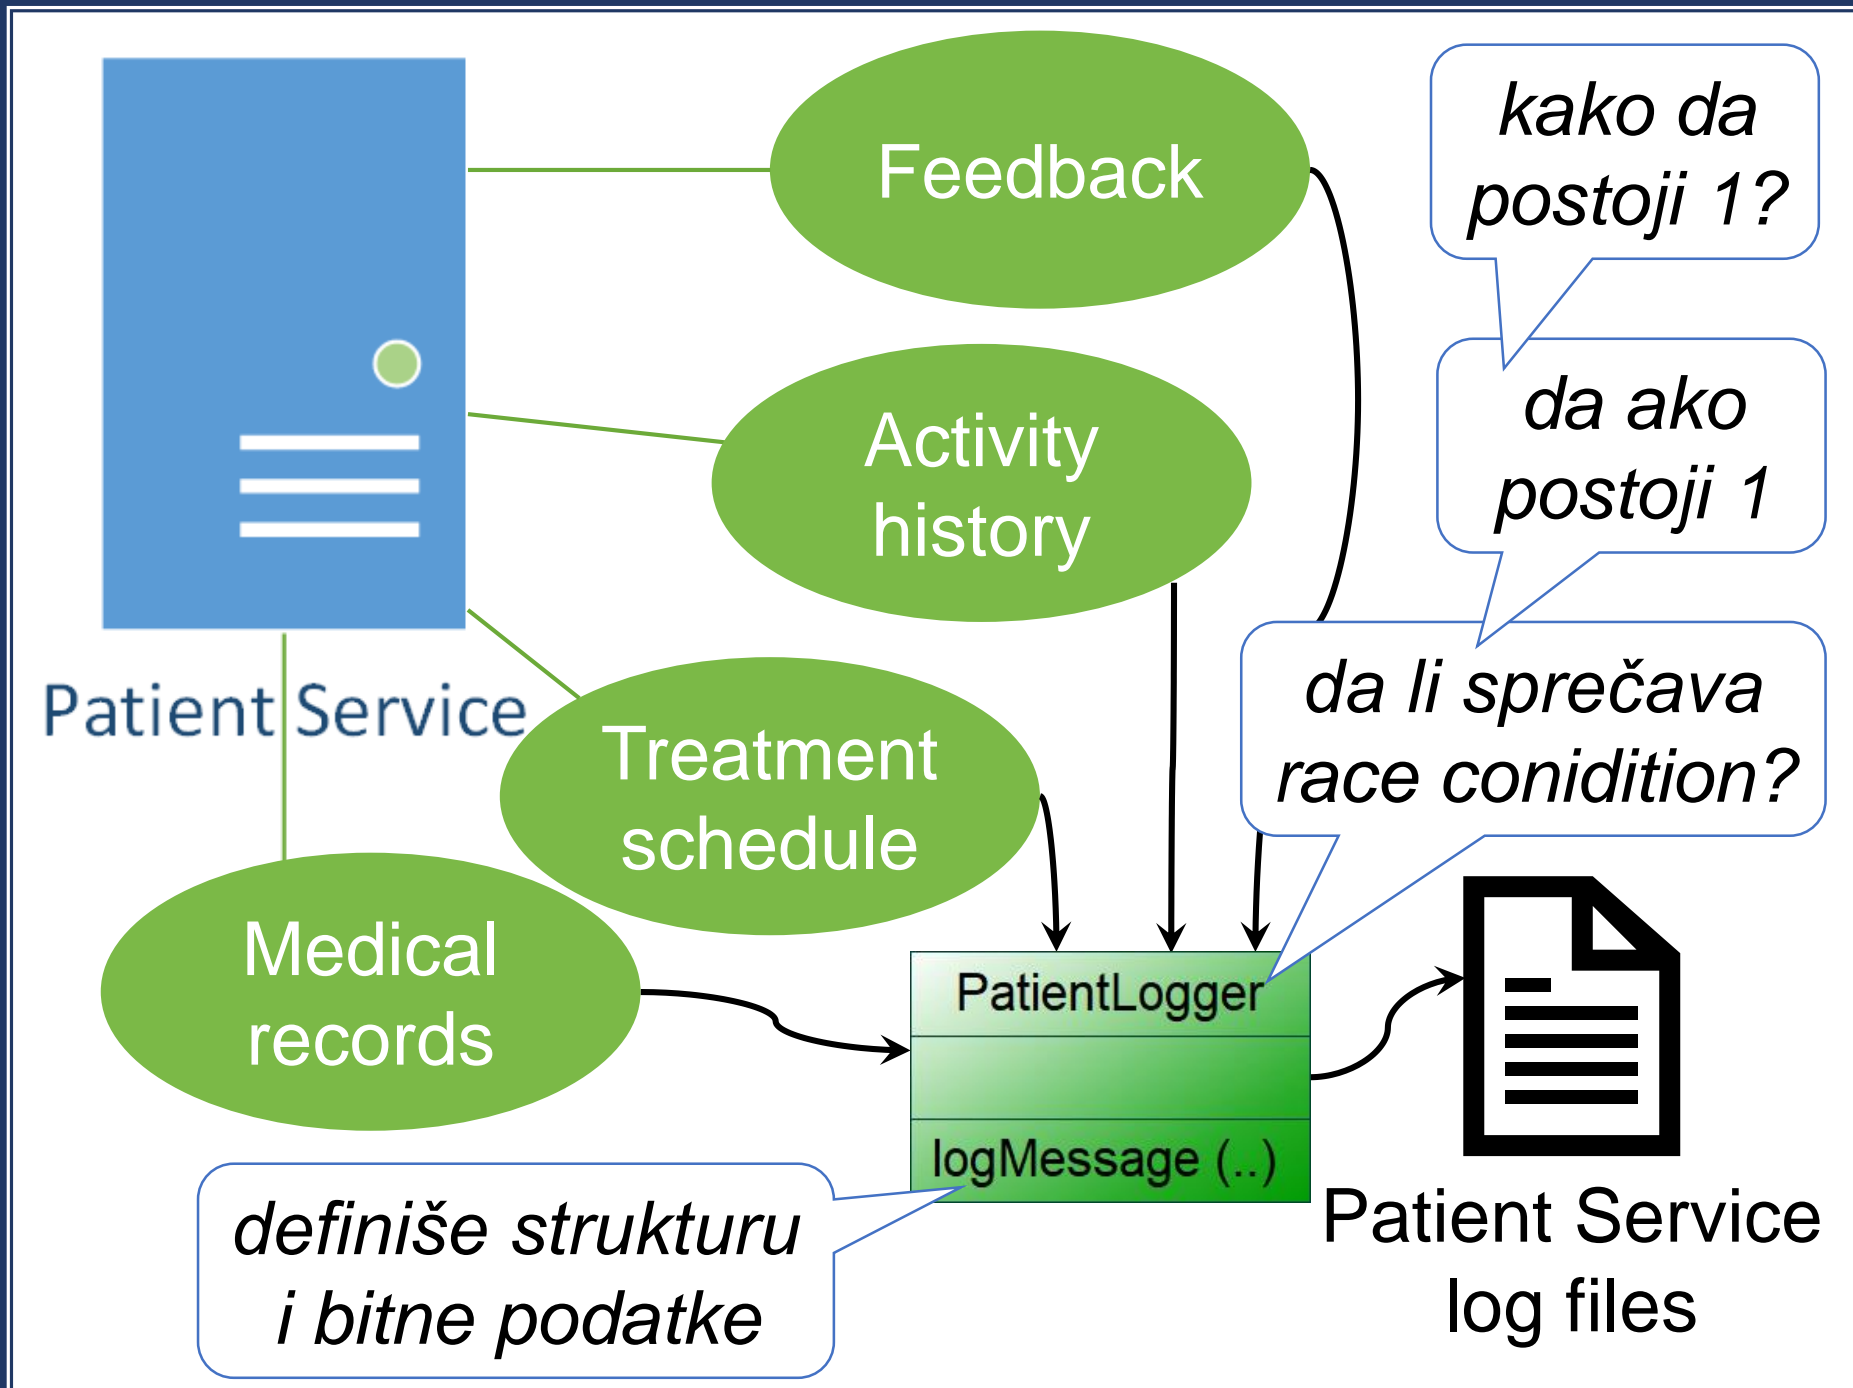 Feedback
kako da
postoji 1?
Activity
history
da ako
postoji 1
Patient Service
Treatment
schedule
da li sprečava
race conidition?
Medical
records
PatientLogger
logMessage (..)
definiše strukturu
i bitne podatke
Patient Service
log files